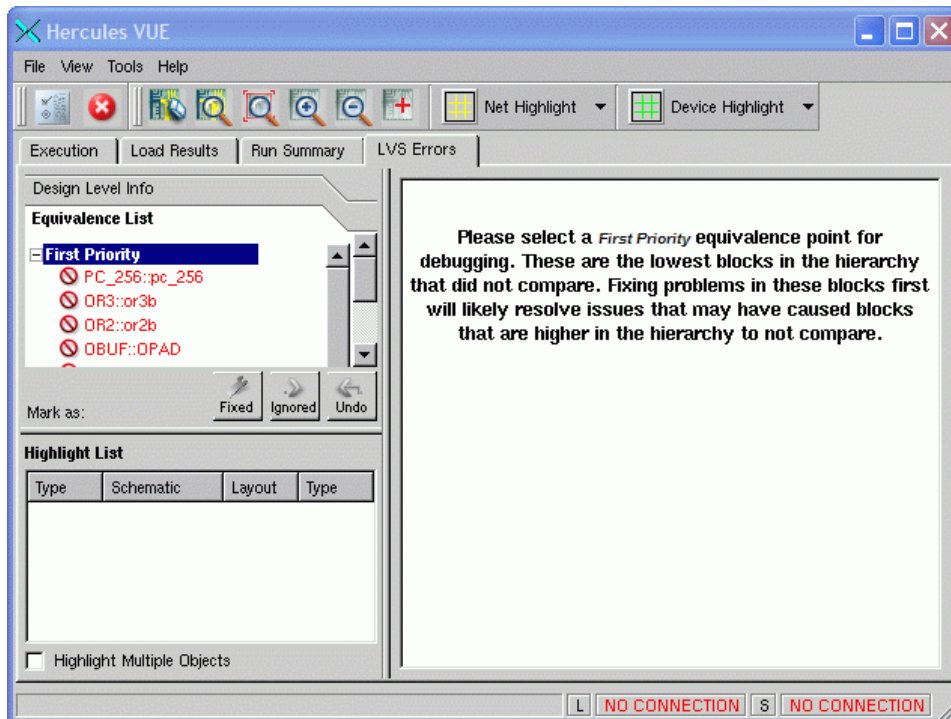 Hercules VUE
File View Tools Help
Net Highlight Device Highlight
Execution Load Results Run Summary LVS Errors
Design Level Info
Equivalence List
First Priority
PC_256::pc_256
OR3::or3b
OR2::or2b
OBUF::OPAD
Mark as: Fixed Ignored Undo
Highlight List
Type Schematic Layout Type
Highlight Multiple Objects
Please select a First Priority equivalence point for
debugging. These are the lowest blocks in the hierarchy
that did not compare. Fixing problems in these blocks first
will likely resolve issues that may have caused blocks
that are higher in the hierarchy to not compare.
L NO CONNECTION S NO CONNECTION